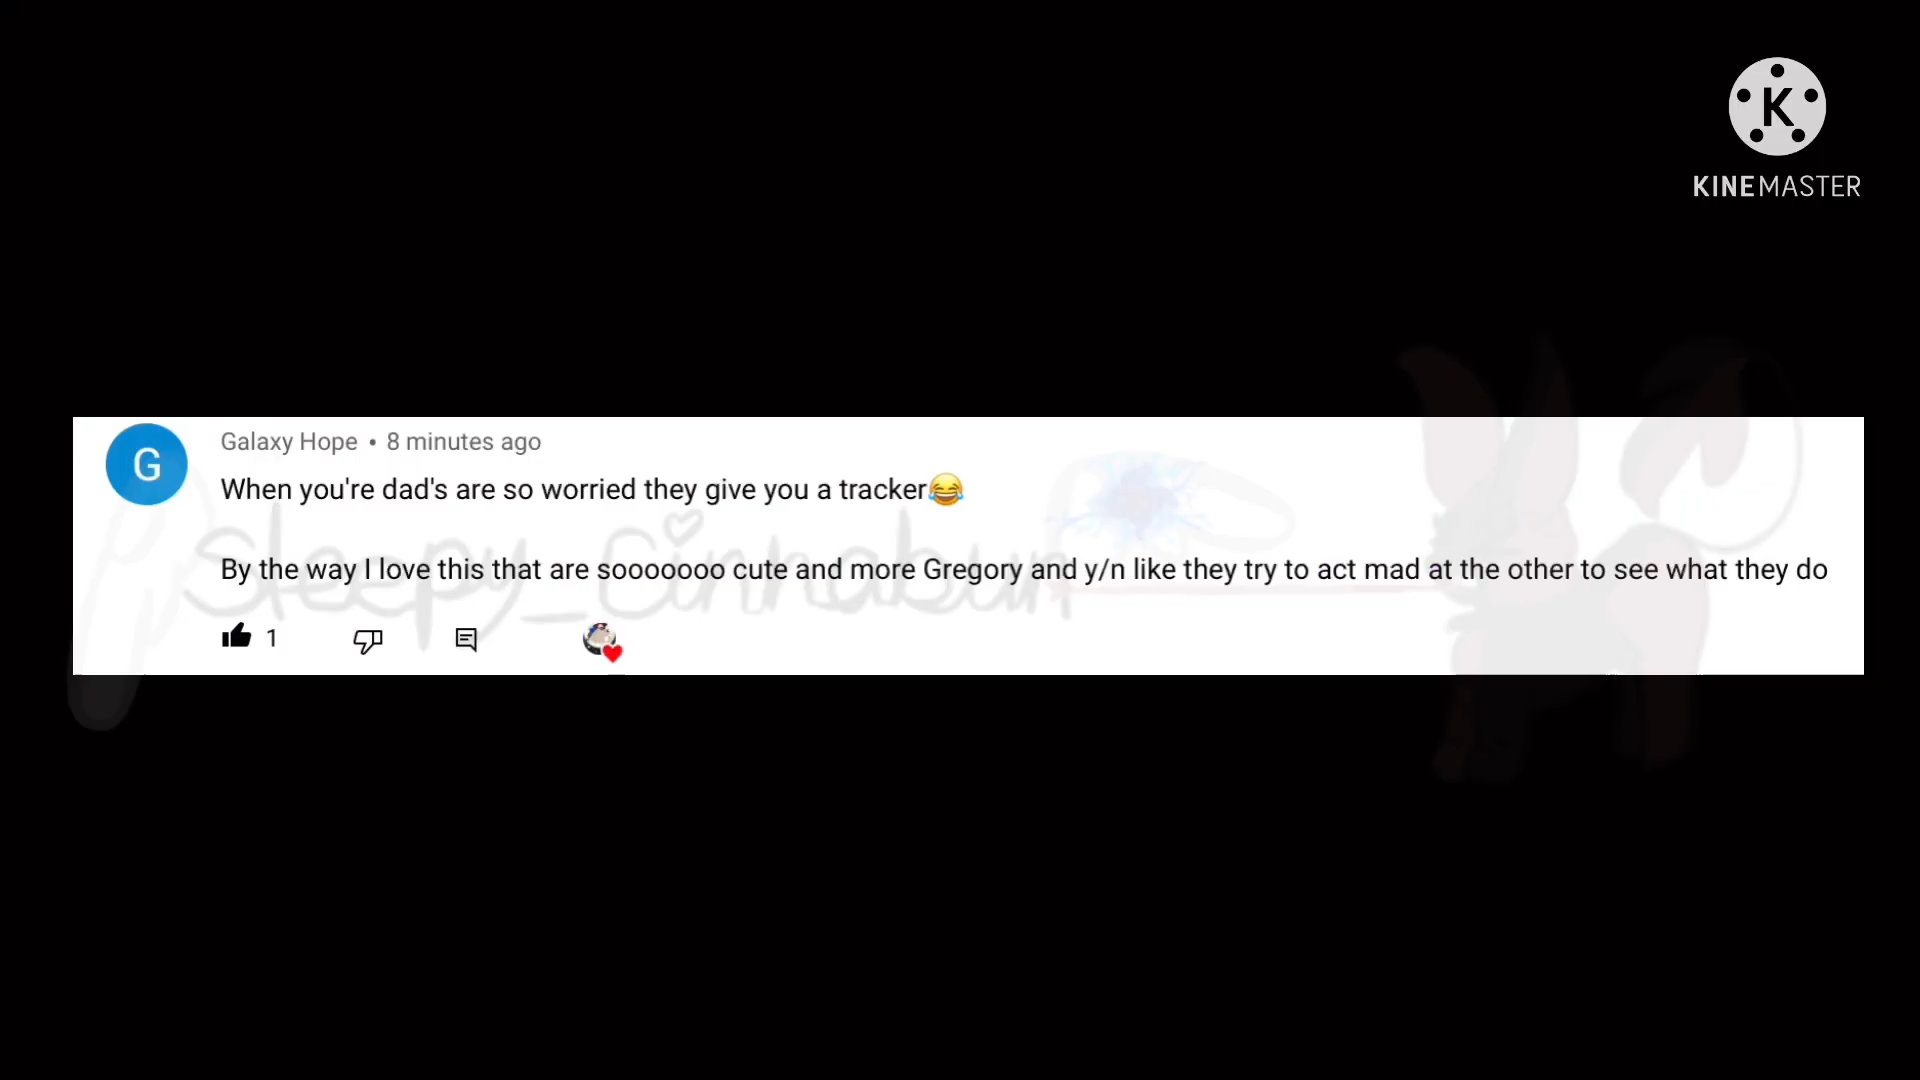 K
KINEMASTER
G
Galaxy Hope • 8 minutes ago
When you're dad's are so worried they give you a tracker😂
By the way I love this that are sooooooo cute and more Gregory and y/n like they try to act mad at the other to see what they do
Sleepy_Cinnabun
1